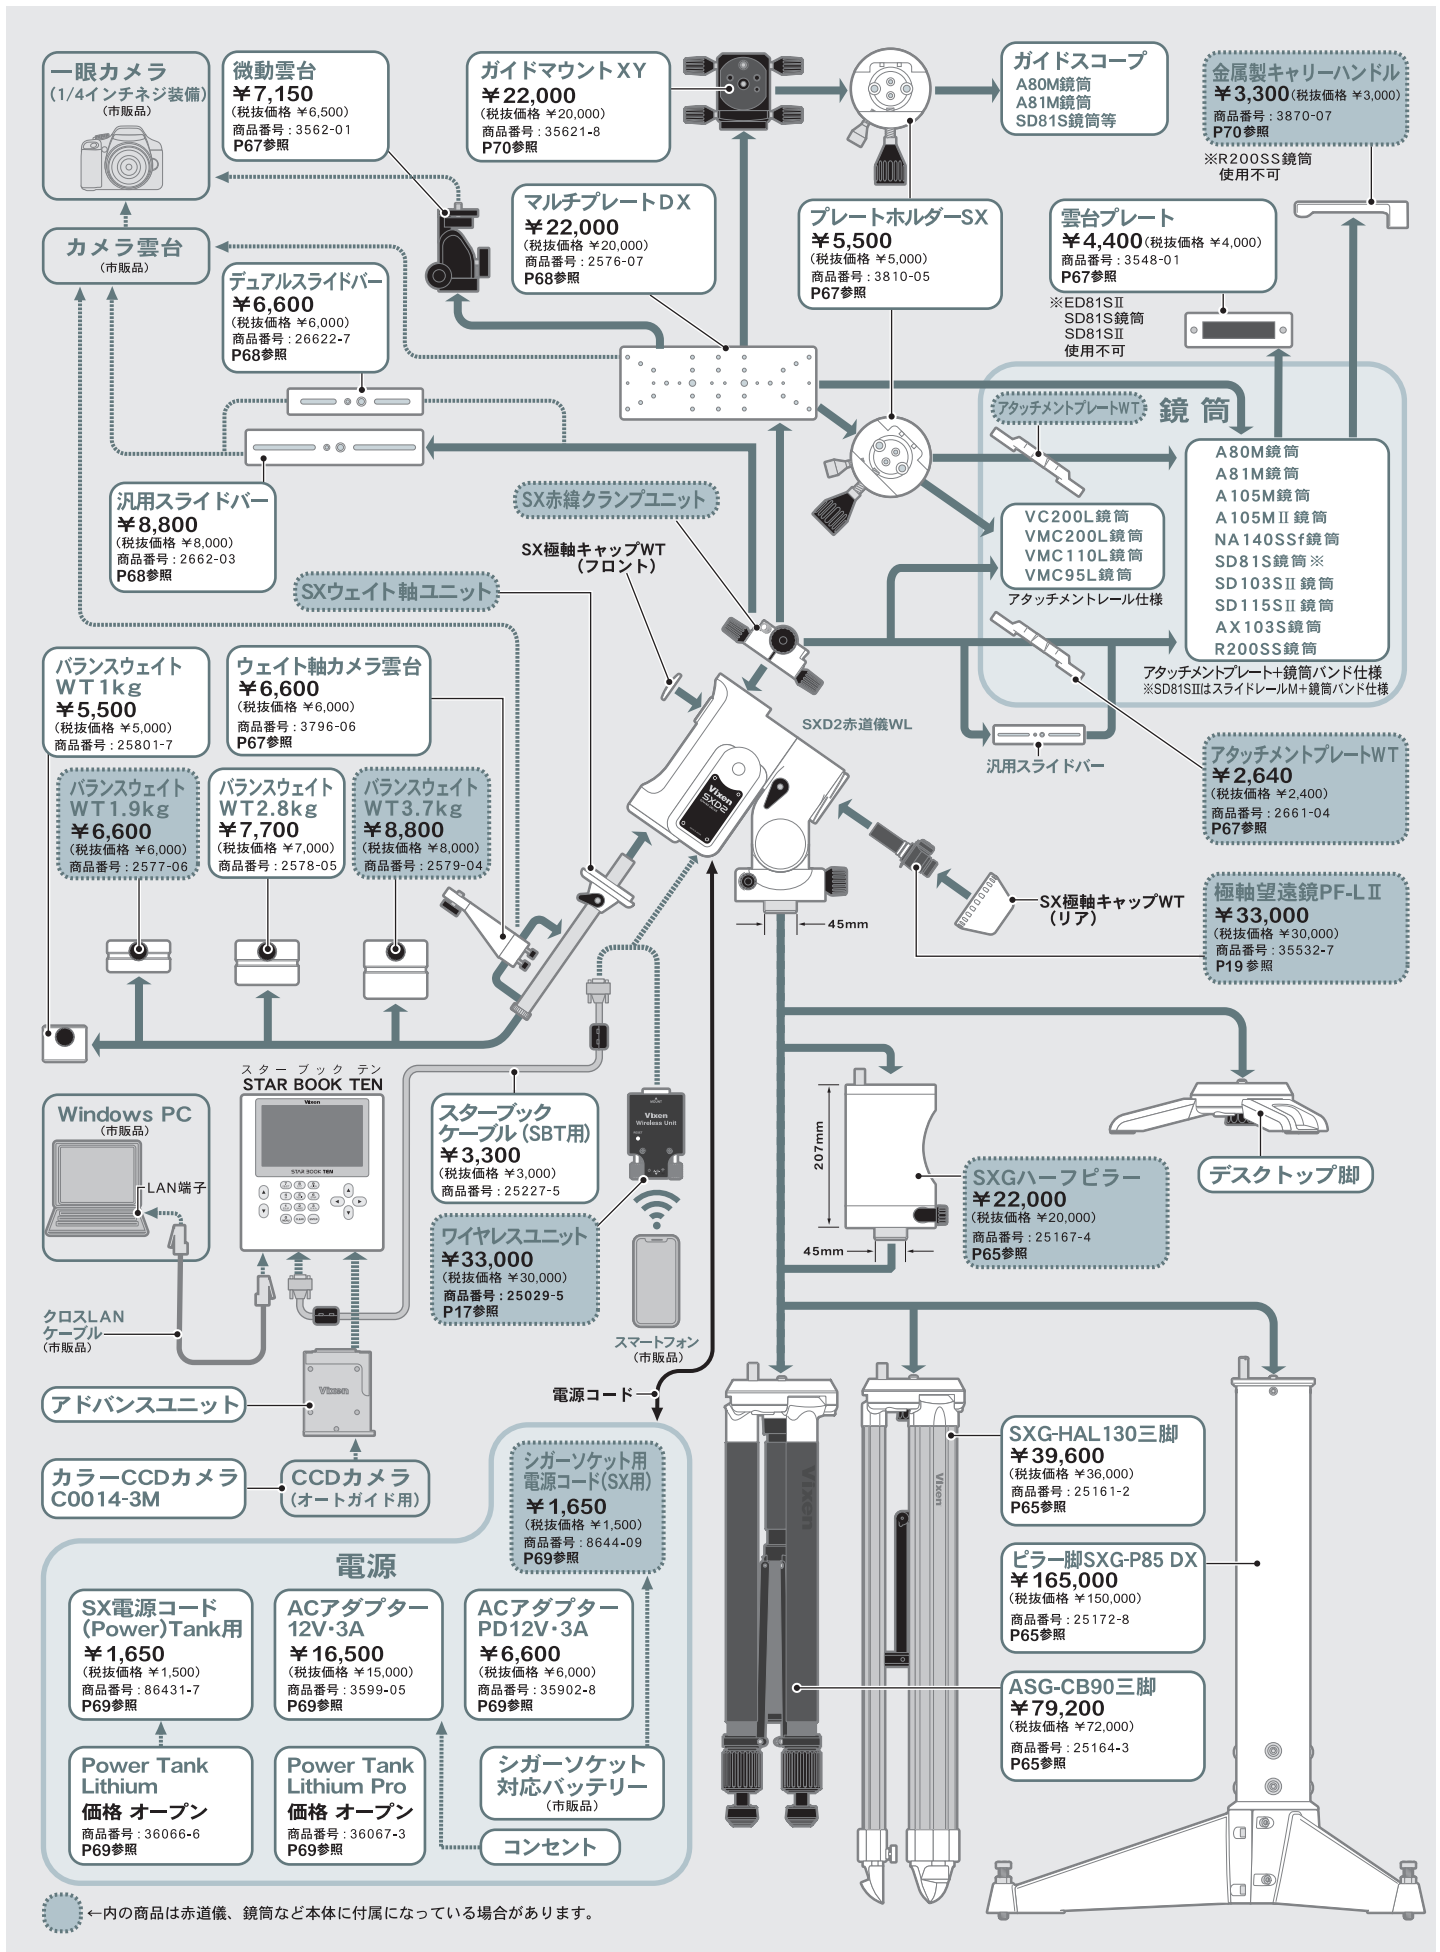 一眼カメラ
(1/4インチネジ装備)
(市販品)
微動雲台
¥7,150
(税抜価格 ¥6,500)
商品番号：3562-01
P67参照
ガイドマウントXY
¥22,000
(税抜価格 ¥20,000)
商品番号：35621-8
P70参照
ガイドスコープ
A80M鏡筒
A81M鏡筒
SD81S鏡筒等
金属製キャリーハンドル
¥3,300(税抜価格 ¥3,000)
商品番号：3870-07
P70参照
※R200SS鏡筒
使用不可
カメラ雲台
(市販品)
マルチプレートDX
¥22,000
(税抜価格 ¥20,000)
商品番号：2576-07
P68参照
プレートホルダーSX
¥5,500
(税抜価格 ¥5,000)
商品番号：3810-05
P67参照
雲台プレート
¥4,400(税抜価格 ¥4,000)
商品番号：3548-01
P67参照
※ED81SⅡ
SD81S鏡筒
SD81SⅡ
使用不可
デュアルスライドバー
¥6,600
(税抜価格 ¥6,000)
商品番号：26622-7
P68参照
アタッチメントプレートWT
鏡筒
A80M鏡筒
A81M鏡筒
A105M鏡筒
A105MⅡ鏡筒
NA140SSf鏡筒
SD81S鏡筒※
SD103SⅡ鏡筒
SD115SⅡ鏡筒
AX103S鏡筒
R200SS鏡筒
アタッチメントプレート+鏡筒バンド仕様
※SD81SⅡはスライドレールM+鏡筒バンド仕様
VC200L鏡筒
VMC200L鏡筒
VMC110L鏡筒
VMC95L鏡筒
アタッチメントレール仕様
汎用スライドバー
¥8,800
(税抜価格 ¥8,000)
商品番号：2662-03
P68参照
SX赤緯クランプユニット
SX極軸キャップWT
(フロント)
SXウェイト軸ユニット
バランスウェイト
WT1kg
¥5,500
(税抜価格 ¥5,000)
商品番号：25801-7
ウェイト軸カメラ雲台
¥6,600
(税抜価格 ¥6,000)
商品番号：3796-06
P67参照
SXD2赤道儀WL
Vixen
SXD2
汎用スライドバー
アタッチメントプレートWT
¥2,640
(税抜価格 ¥2,400)
商品番号：2661-04
P67参照
バランスウェイト
WT1.9kg
¥6,600
(税抜価格 ¥6,000)
商品番号：2577-06
バランスウェイト
WT2.8kg
¥7,700
(税抜価格 ¥7,000)
商品番号：2578-05
バランスウェイト
WT3.7kg
¥8,800
(税抜価格 ¥8,000)
商品番号：2579-04
SX極軸キャップWT
(リア)
45mm
極軸望遠鏡PF-LⅡ
¥33,000
(税抜価格 ¥30,000)
商品番号：35532-7
P19参照
スター ブック テン
STAR BOOK TEN
Vixen
STAR BOOK TEN
Windows PC
(市販品)
LAN端子
スターブック
ケーブル(SBT用)
¥3,300
(税抜価格 ¥3,000)
商品番号：25227-5
Vixen
Wireless Unit
ワイヤレスユニット
¥33,000
(税抜価格 ¥30,000)
商品番号：25029-5
P17参照
スマートフォン
(市販品)
207mm
45mm
SXGハーフピラー
¥22,000
(税抜価格 ¥20,000)
商品番号：25167-4
P65参照
デスクトップ脚
クロスLAN
ケーブル
(市販品)
Vixen
アドバンスユニット
カラーCCDカメラ
C0014-3M
CCDカメラ
(オートガイド用)
電源コード
シガーソケット用
電源コード(SX用)
¥1,650
(税抜価格 ¥1,500)
商品番号：8644-09
P69参照
電源
SX電源コード
(Power)Tank用
¥1,650
(税抜価格 ¥1,500)
商品番号：86431-7
P69参照
ACアダプター
12V･3A
¥16,500
(税抜価格 ¥15,000)
商品番号：3599-05
P69参照
ACアダプター
PD12V･3A
¥6,600
(税抜価格 ¥6,000)
商品番号：35902-8
P69参照
Power Tank
Lithium
価格 オープン
商品番号：36066-6
P69参照
Power Tank
Lithium Pro
価格 オープン
商品番号：36067-3
P69参照
シガーソケット
対応バッテリー
(市販品)
コンセント
Vixen
Vixen
SXG-HAL130三脚
¥39,600
(税抜価格 ¥36,000)
商品番号：25161-2
P65参照
ピラー脚SXG-P85 DX
¥165,000
(税抜価格 ¥150,000)
商品番号：25172-8
P65参照
ASG-CB90三脚
¥79,200
(税抜価格 ¥72,000)
商品番号：25164-3
P65参照
←内の商品は赤道儀、鏡筒など本体に付属になっている場合があります。